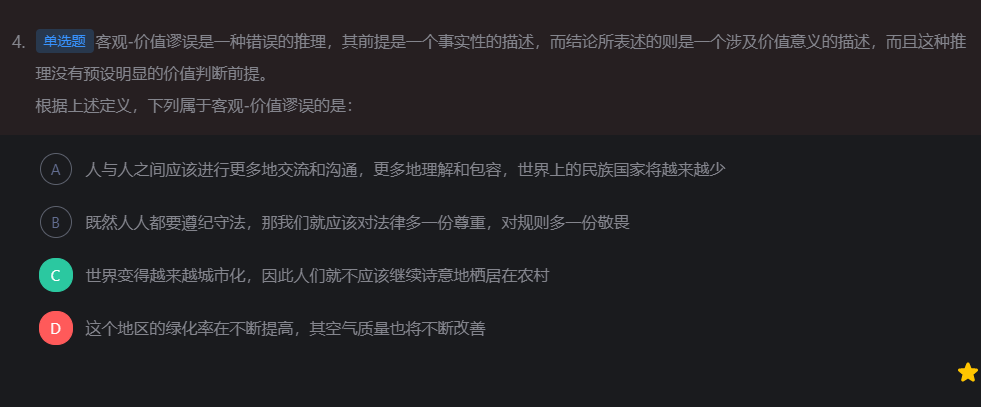 4. 单选题 客观-价值谬误是一种错误的推理，其前提是一个事实性的描述，而结论所表述的则是一个涉及价值意义的描述，而且这种推
理没有预设明显的价值判断前提。
根据上述定义，下列属于客观-价值谬误的是：
A 人与人之间应该进行更多地交流和沟通，更多地理解和包容，世界上的民族国家将越来越少
B 既然人人都要遵纪守法，那我们就应该对法律多一份尊重，对规则多一份敬畏
C 世界变得越来越城市化，因此人们就不应该继续诗意地栖居在农村
D 这个地区的绿化率在不断提高，其空气质量也将不断改善